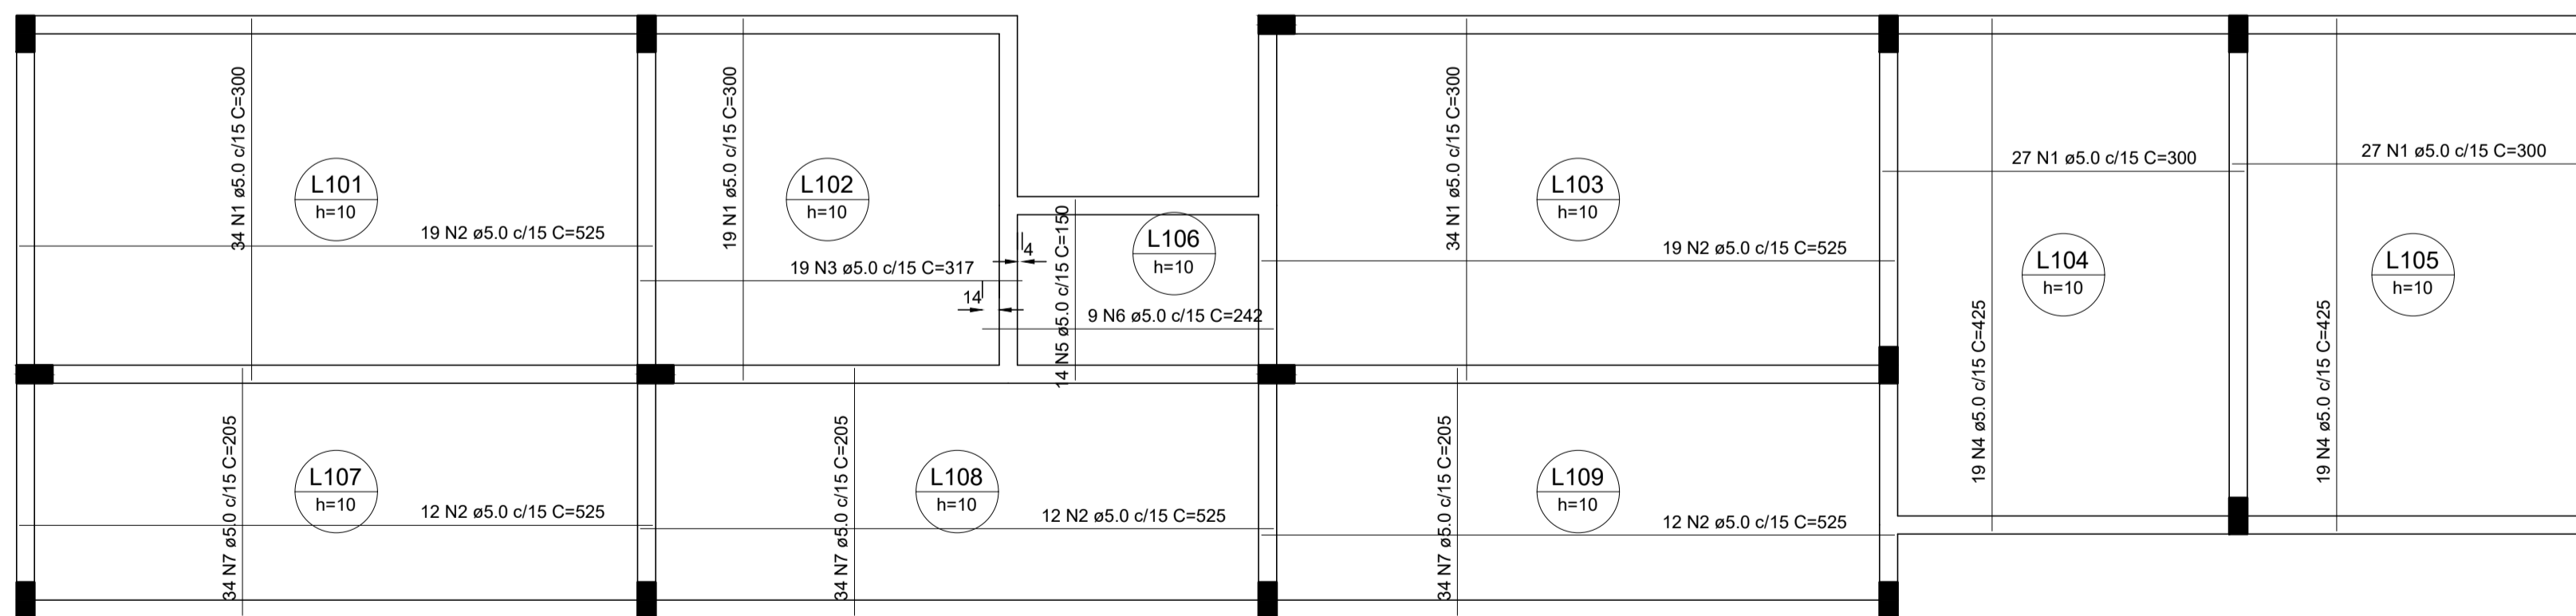 34 N1 ø5.0 c/15 C=300
L101
h=10
19 N2 ø5.0 c/15 C=525
19 N1 ø5.0 c/15 C=300
L102
h=10
19 N3 ø5.0 c/15 C=317
4
14
14 N5 ø5.0 c/15 C=150
L106
h=10
9 N6 ø5.0 c/15 C=242
34 N1 ø5.0 c/15 C=300
L103
h=10
19 N2 ø5.0 c/15 C=525
27 N1 ø5.0 c/15 C=300
L104
h=10
19 N4 ø5.0 c/15 C=425
27 N1 ø5.0 c/15 C=300
L105
h=10
19 N4 ø5.0 c/15 C=425
34 N7 ø5.0 c/15 C=205
L107
h=10
12 N2 ø5.0 c/15 C=525
34 N7 ø5.0 c/15 C=205
L108
h=10
12 N2 ø5.0 c/15 C=525
34 N7 ø5.0 c/15 C=205
L109
h=10
12 N2 ø5.0 c/15 C=525